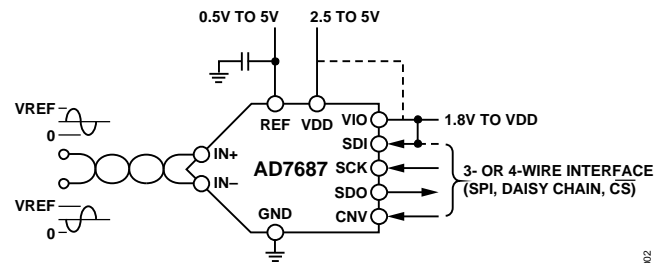 0.5V TO 5V 2.5 TO 5V
VREF
0
REF VDD VIO
1.8V TO VDD
SDI
IN+
AD7687
SCK
3- OR 4-WIRE INTERFACE
(SPI, DAISY CHAIN, CS)
IN–
SDO
VREF
0
GND
CNV
002